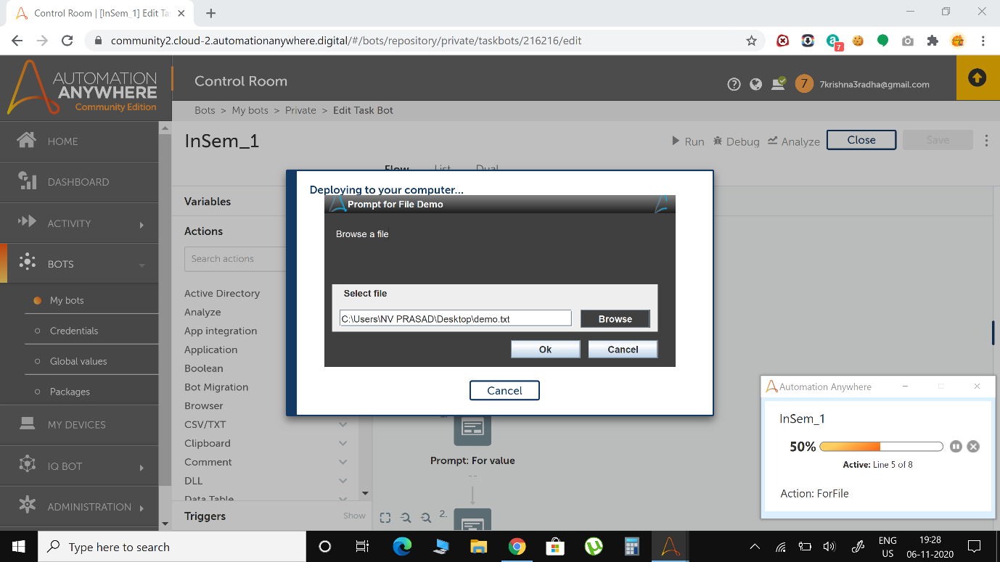 Control Room | [InSem_1] Edit Ta
community2.cloud-2.automationanywhere.digital/#/bots/repository/private/taskbots/216216/edit
7
AUTOMATION
ANYWHERE
Community Edition
Control Room
7
7krishna3radha@gmail.com
Bots > My bots > Private > Edit Task Bot
HOME
DASHBOARD
ACTIVITY
BOTS
My bots
Credentials
Global values
Packages
MY DEVICES
IQ BOT
ADMINISTRATION
InSem_1
Run
Debug
Analyze
Close
Save
Flow
List
Dual
Variables
Actions
Search actions
Active Directory
Analyze
App integration
Application
Boolean
Bot Migration
Browser
CSV/TXT
Clipboard
Comment
DLL
Data Table
Triggers
Show
Deploying to your computer...
Prompt for File Demo
Browse a file
Select file
C:\Users\NV PRASAD\Desktop\demo.txt
Browse
Ok
Cancel
Cancel
Prompt: For value
--
2.
Automation Anywhere
InSem_1
50%
Active: Line 5 of 8
Action: ForFile
Type here to search
ENG
US
19:28
06-11-2020